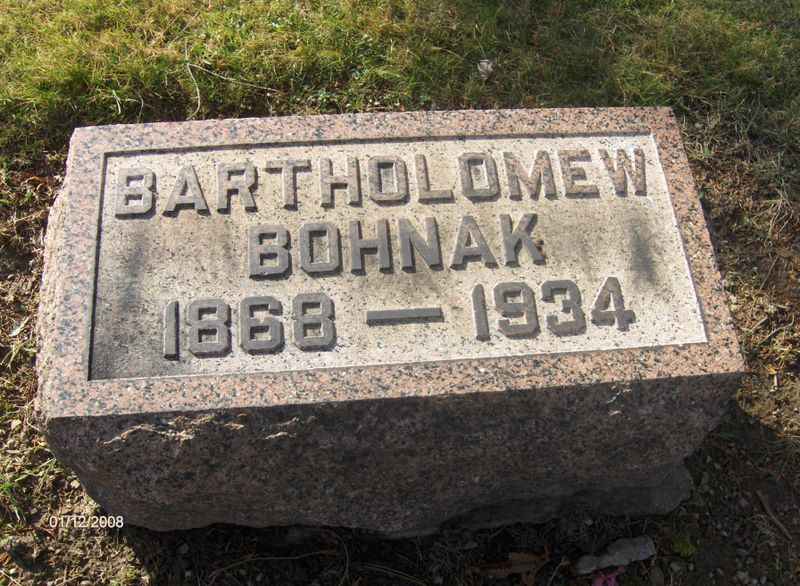 BARTHOLOMEW
BOHNAK
1868 — 1934
01/12/2008